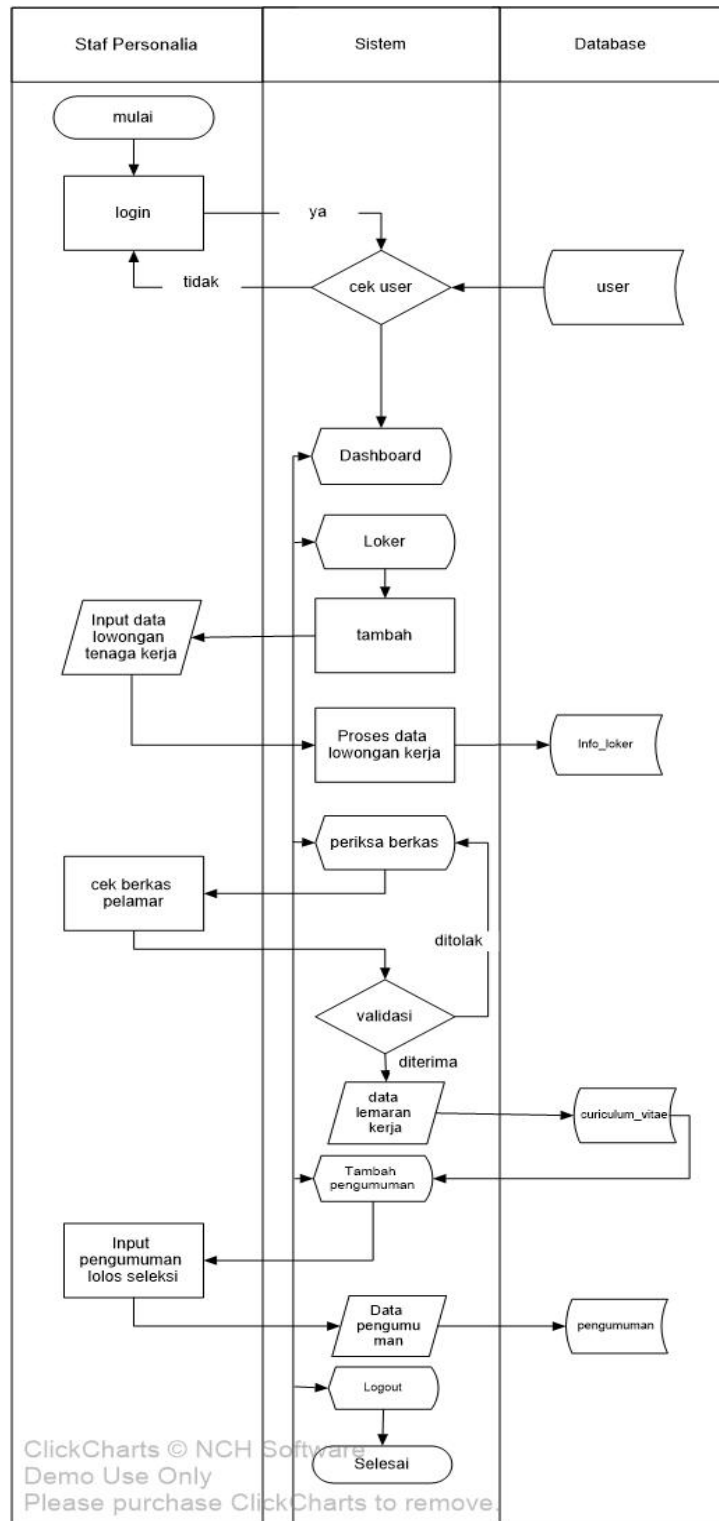 Staf Personalia
Sistem
Database
mulai
login
ya
tidak
cek user
user
Dashboard
Loker
Input data
lowongan
tenaga kerja
tambah
Proses data
lowongan kerja
Info_loker
periksa berkas
cek berkas
pelamar
ditolak
validasi
diterima
data
lemaran
kerja
curiculum_vitae
Tambah
pengumuman
Input
pengumuman
lolos seleksi
Data
pengumu
man
pengumuman
Logout
Selesai
ClickCharts © NCH Software
Demo Use Only
Please purchase ClickCharts to remove.